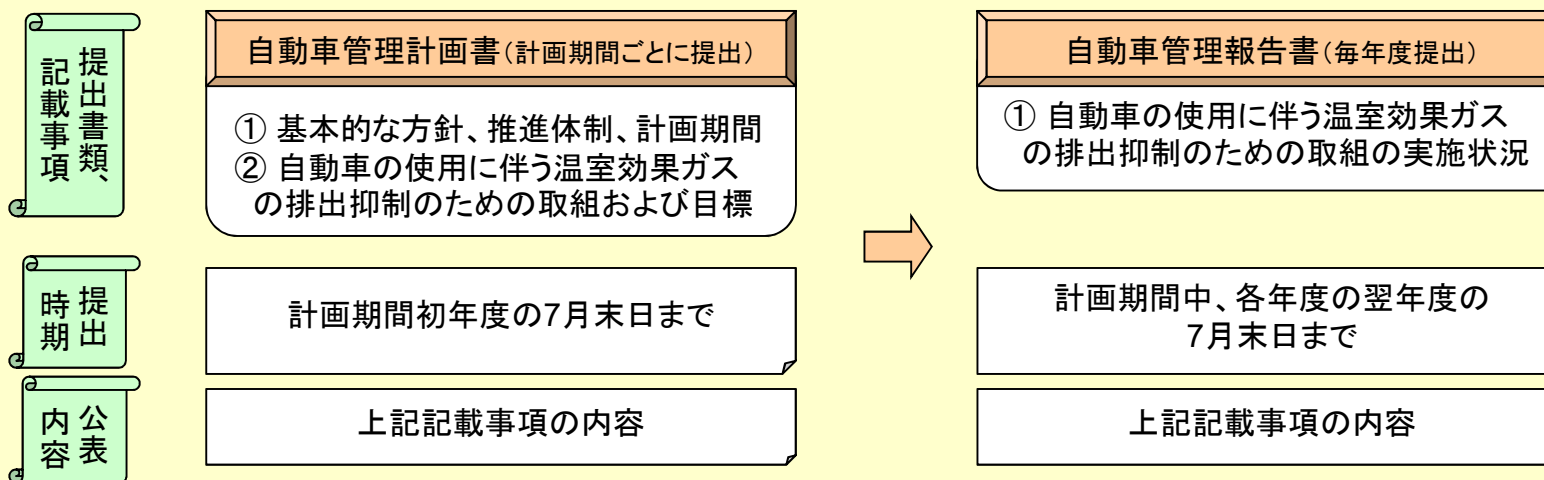 提出書類、
記載事項
自動車管理計画書（計画期間ごとに提出）
① 基本的な方針、推進体制、計画期間
② 自動車の使用に伴う温室効果ガス
の排出抑制のための取組および目標
自動車管理報告書（毎年度提出）
① 自動車の使用に伴う温室効果ガス
の排出抑制のための取組の実施状況
提出
時期
計画期間初年度の7月末日まで
計画期間中、各年度の翌年度の
7月末日まで
公表
内容
上記記載事項の内容
上記記載事項の内容